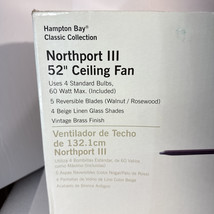 Hampton Bay®
Classic Collection
Northport III
52" Ceiling Fan
Uses 4 Standard Bulbs,
60 Watt Max. (Included)
5 Reversible Blades (Walnut / Rosewood)
4 Beige Linen Glass Shades
Vintage Brass Finish
Ventilador de Techo
de 132.1cm
Northport III